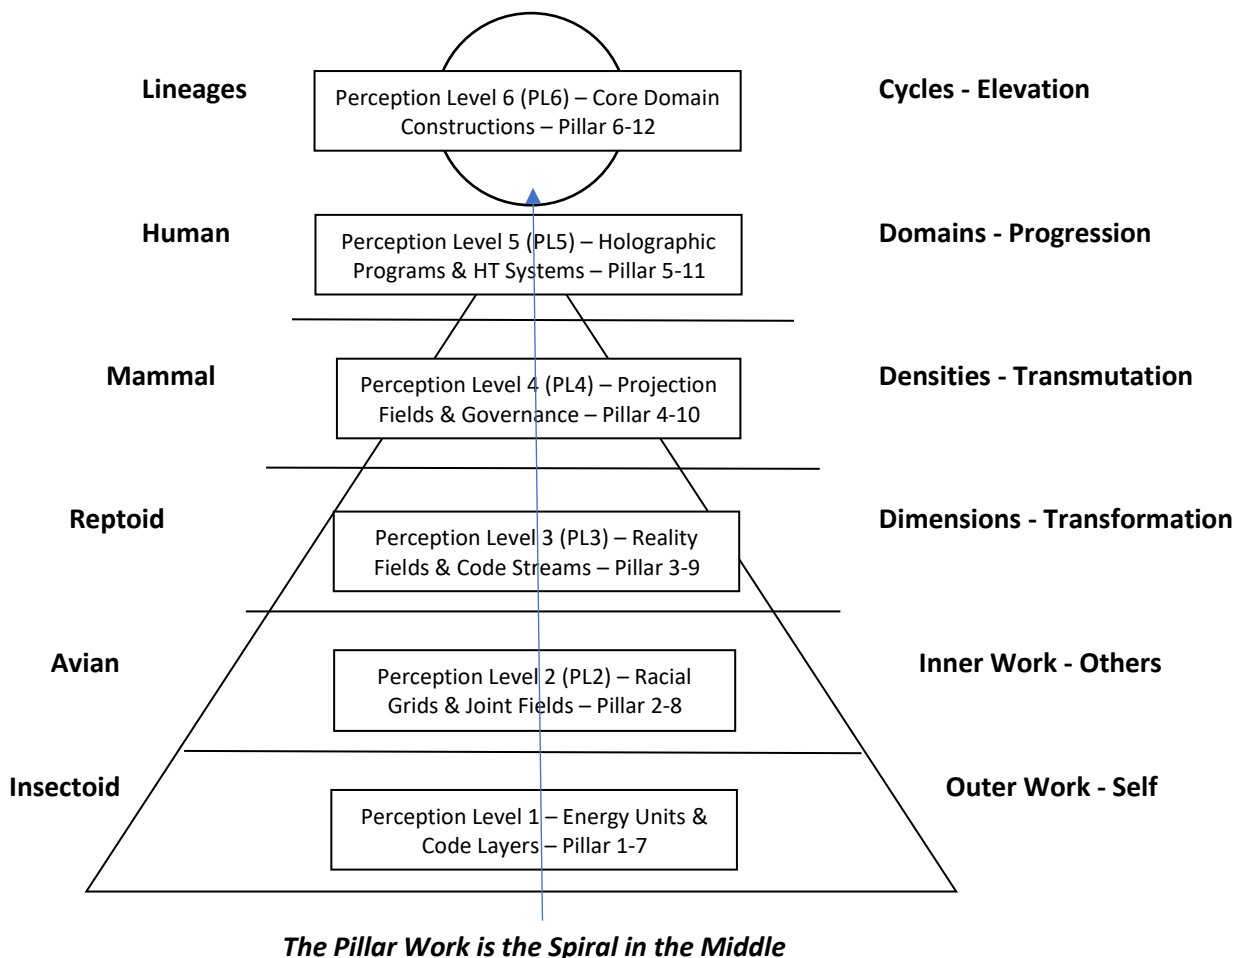 Lineages
Perception Level 6 (PL6) – Core Domain
Constructions – Pillar 6-12
Cycles - Elevation
Human
Perception Level 5 (PL5) – Holographic
Programs & HT Systems – Pillar 5-11
Domains - Progression
Mammal
Perception Level 4 (PL4) – Projection
Fields & Governance – Pillar 4-10
Densities - Transmutation
Reptoid
Perception Level 3 (PL3) – Reality
Fields & Code Streams – Pillar 3-9
Dimensions - Transformation
Avian
Perception Level 2 (PL2) – Racial
Grids & Joint Fields – Pillar 2-8
Inner Work - Others
Insectoid
Perception Level 1 – Energy Units &
Code Layers – Pillar 1-7
Outer Work - Self
The Pillar Work is the Spiral in the Middle